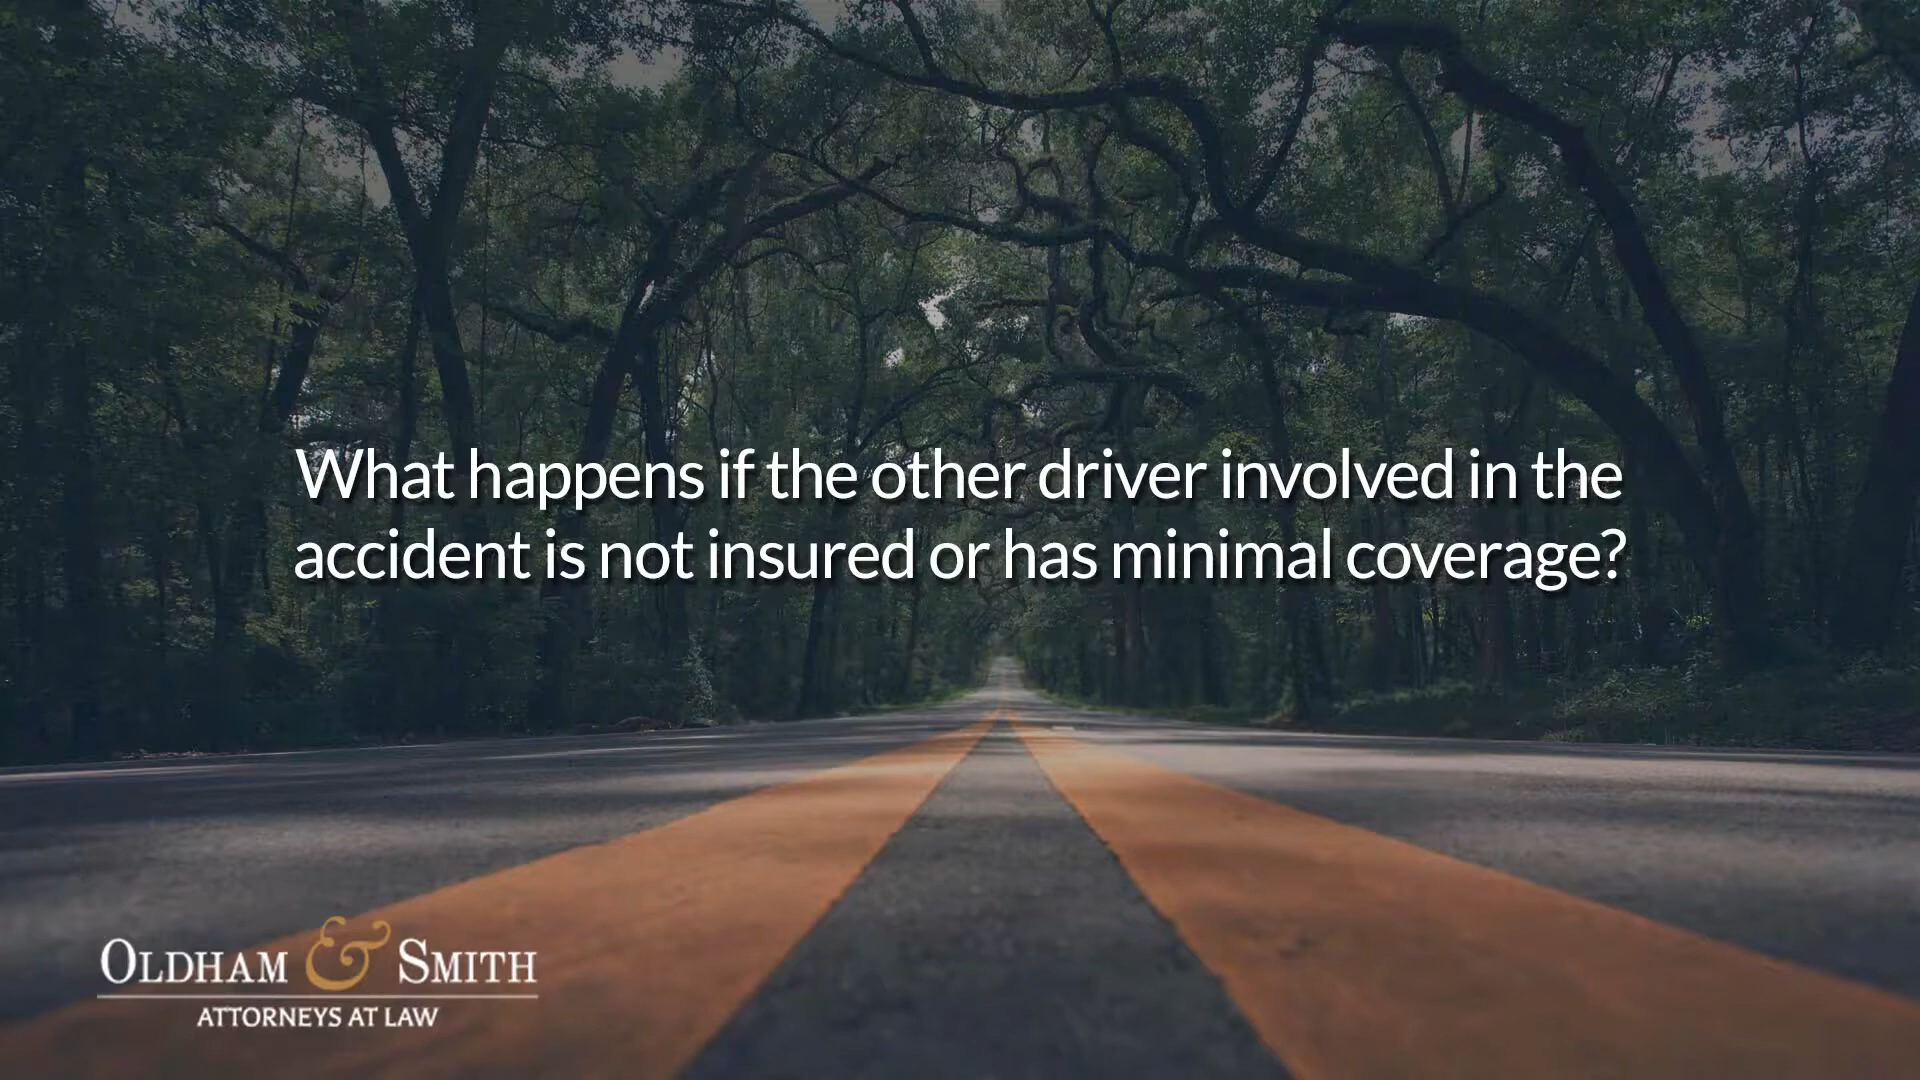 What happens if the other driver involved in the
accident is not insured or has minimal coverage?
OLDHAM & SMITH
ATTORNEYS AT LAW